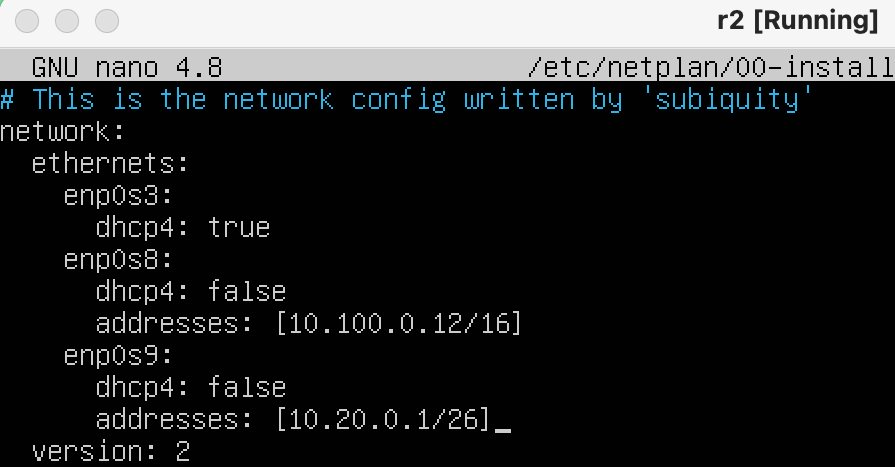 r2 [Running]
GNU nano 4.8 /etc/netplan/00-install
# This is the network config written by 'subiquity'
network:
  ethernets:
    enp0s3:
      dhcp4: true
    enp0s8:
      dhcp4: false
      addresses: [10.100.0.12/16]
    enp0s9:
      dhcp4: false
      addresses: [10.20.0.1/26]
  version: 2